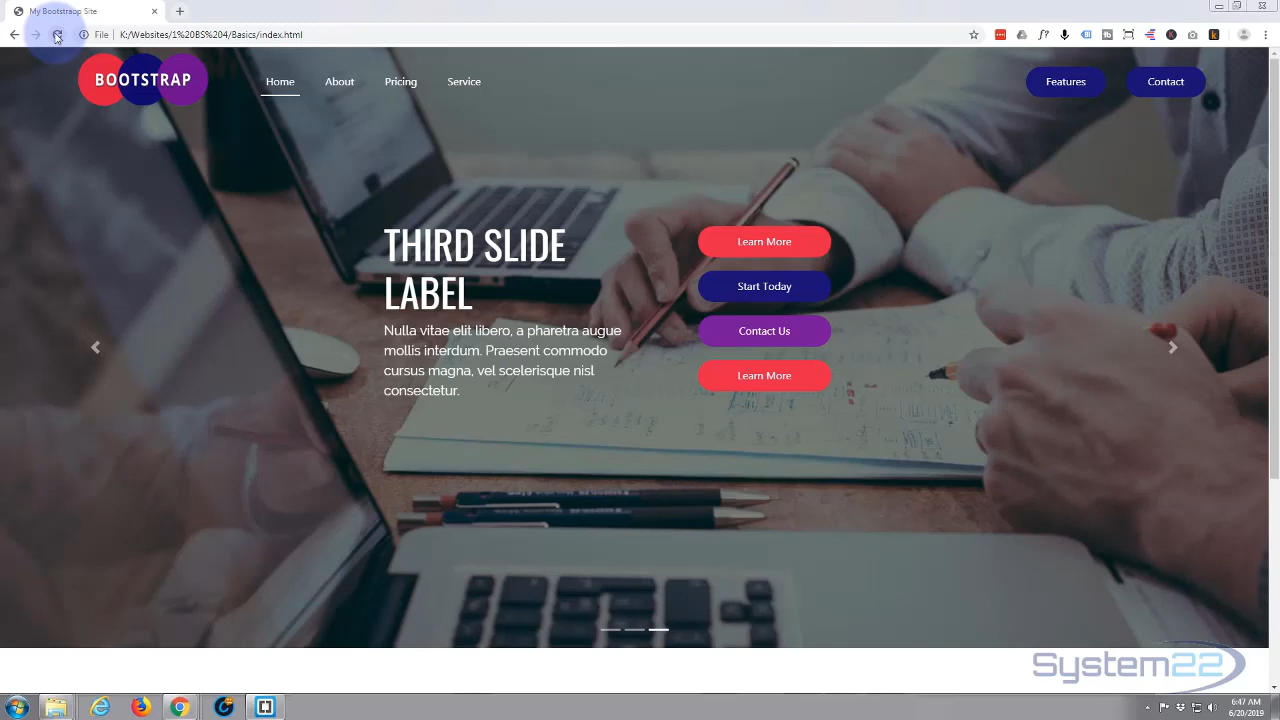 My Bootstraop Site
File
K:/Websites/1%20BS%204/Basics/index.html
BOOTSTRAP
Home
About
Pricing
Service
Features
Contact
THIRD SLIDE
LABEL
Nulla vitae elit libero, a pharetra augue
mollis interdum. Praesent commodo
cursus magna, vel scelerisque nisl
consectetur.
Learn More
Start Today
Contact Us
Learn More
System22
6:47 AM
6/20/2019